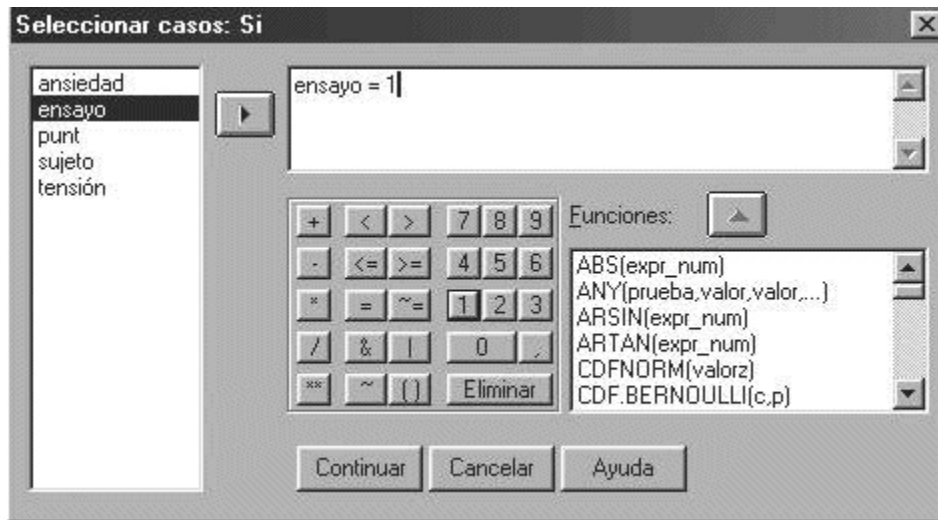 Seleccionar casos: Si
ansiedad
ensayo
punt
sujeto
tensión
ensayo = 1
+ < > 7 8 9
- <= >= 4 5 6
* = ~= 1 2 3
/ & | 0 ,
** ~ () Eliminar
Funciones:
ABS(expr_num)
ANY(prueba,valor,valor,...)
ARSIN(expr_num)
ARTAN(expr_num)
CDFNORM(valorz)
CDF.BERNOULLI(c,p)
Continuar Cancelar Ayuda